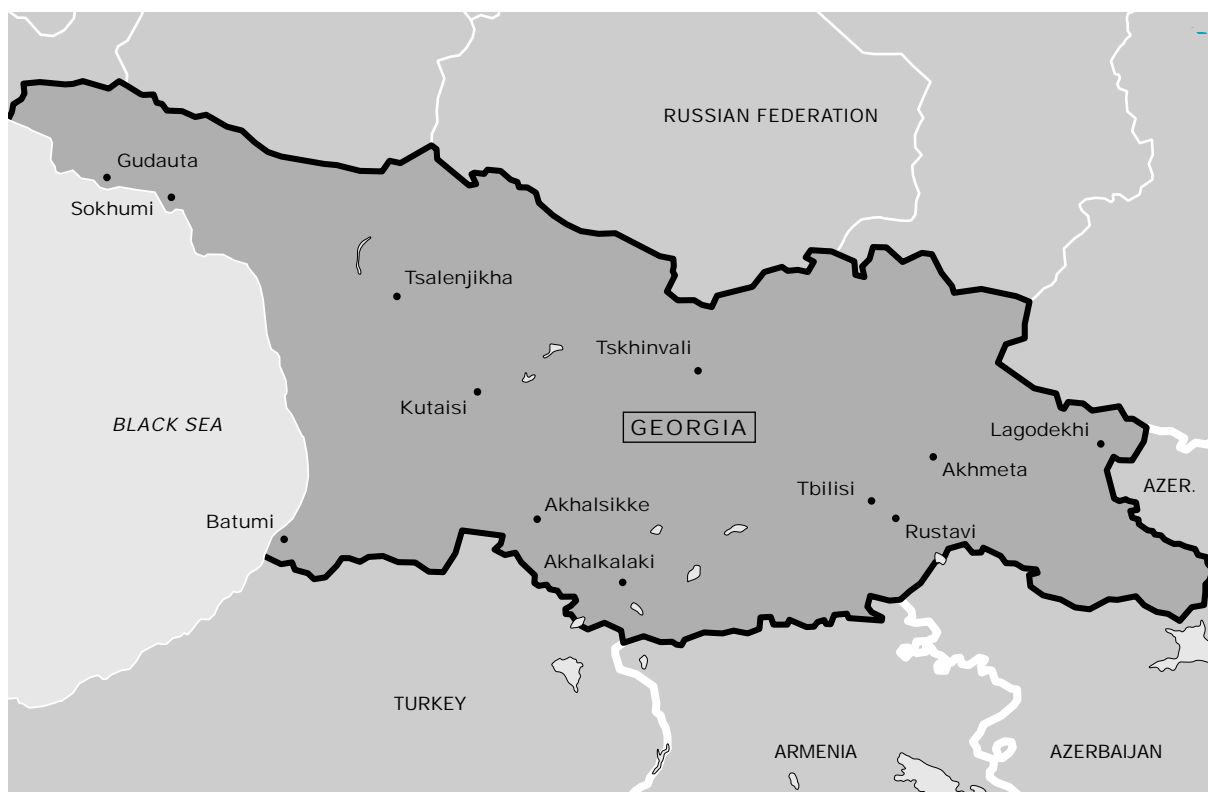 RUSSIAN FEDERATION
Gudauta
Sokhumi
Tsalenjikha
Tskhinvali
Kutaisi
BLACK SEA
GEORGIA
Lagodekhi
Akhmeta
AZER.
Tbilisi
Akhalsikke
Batumi
Rustavi
Akhalkalaki
TURKEY
ARMENIA
AZERBAIJAN